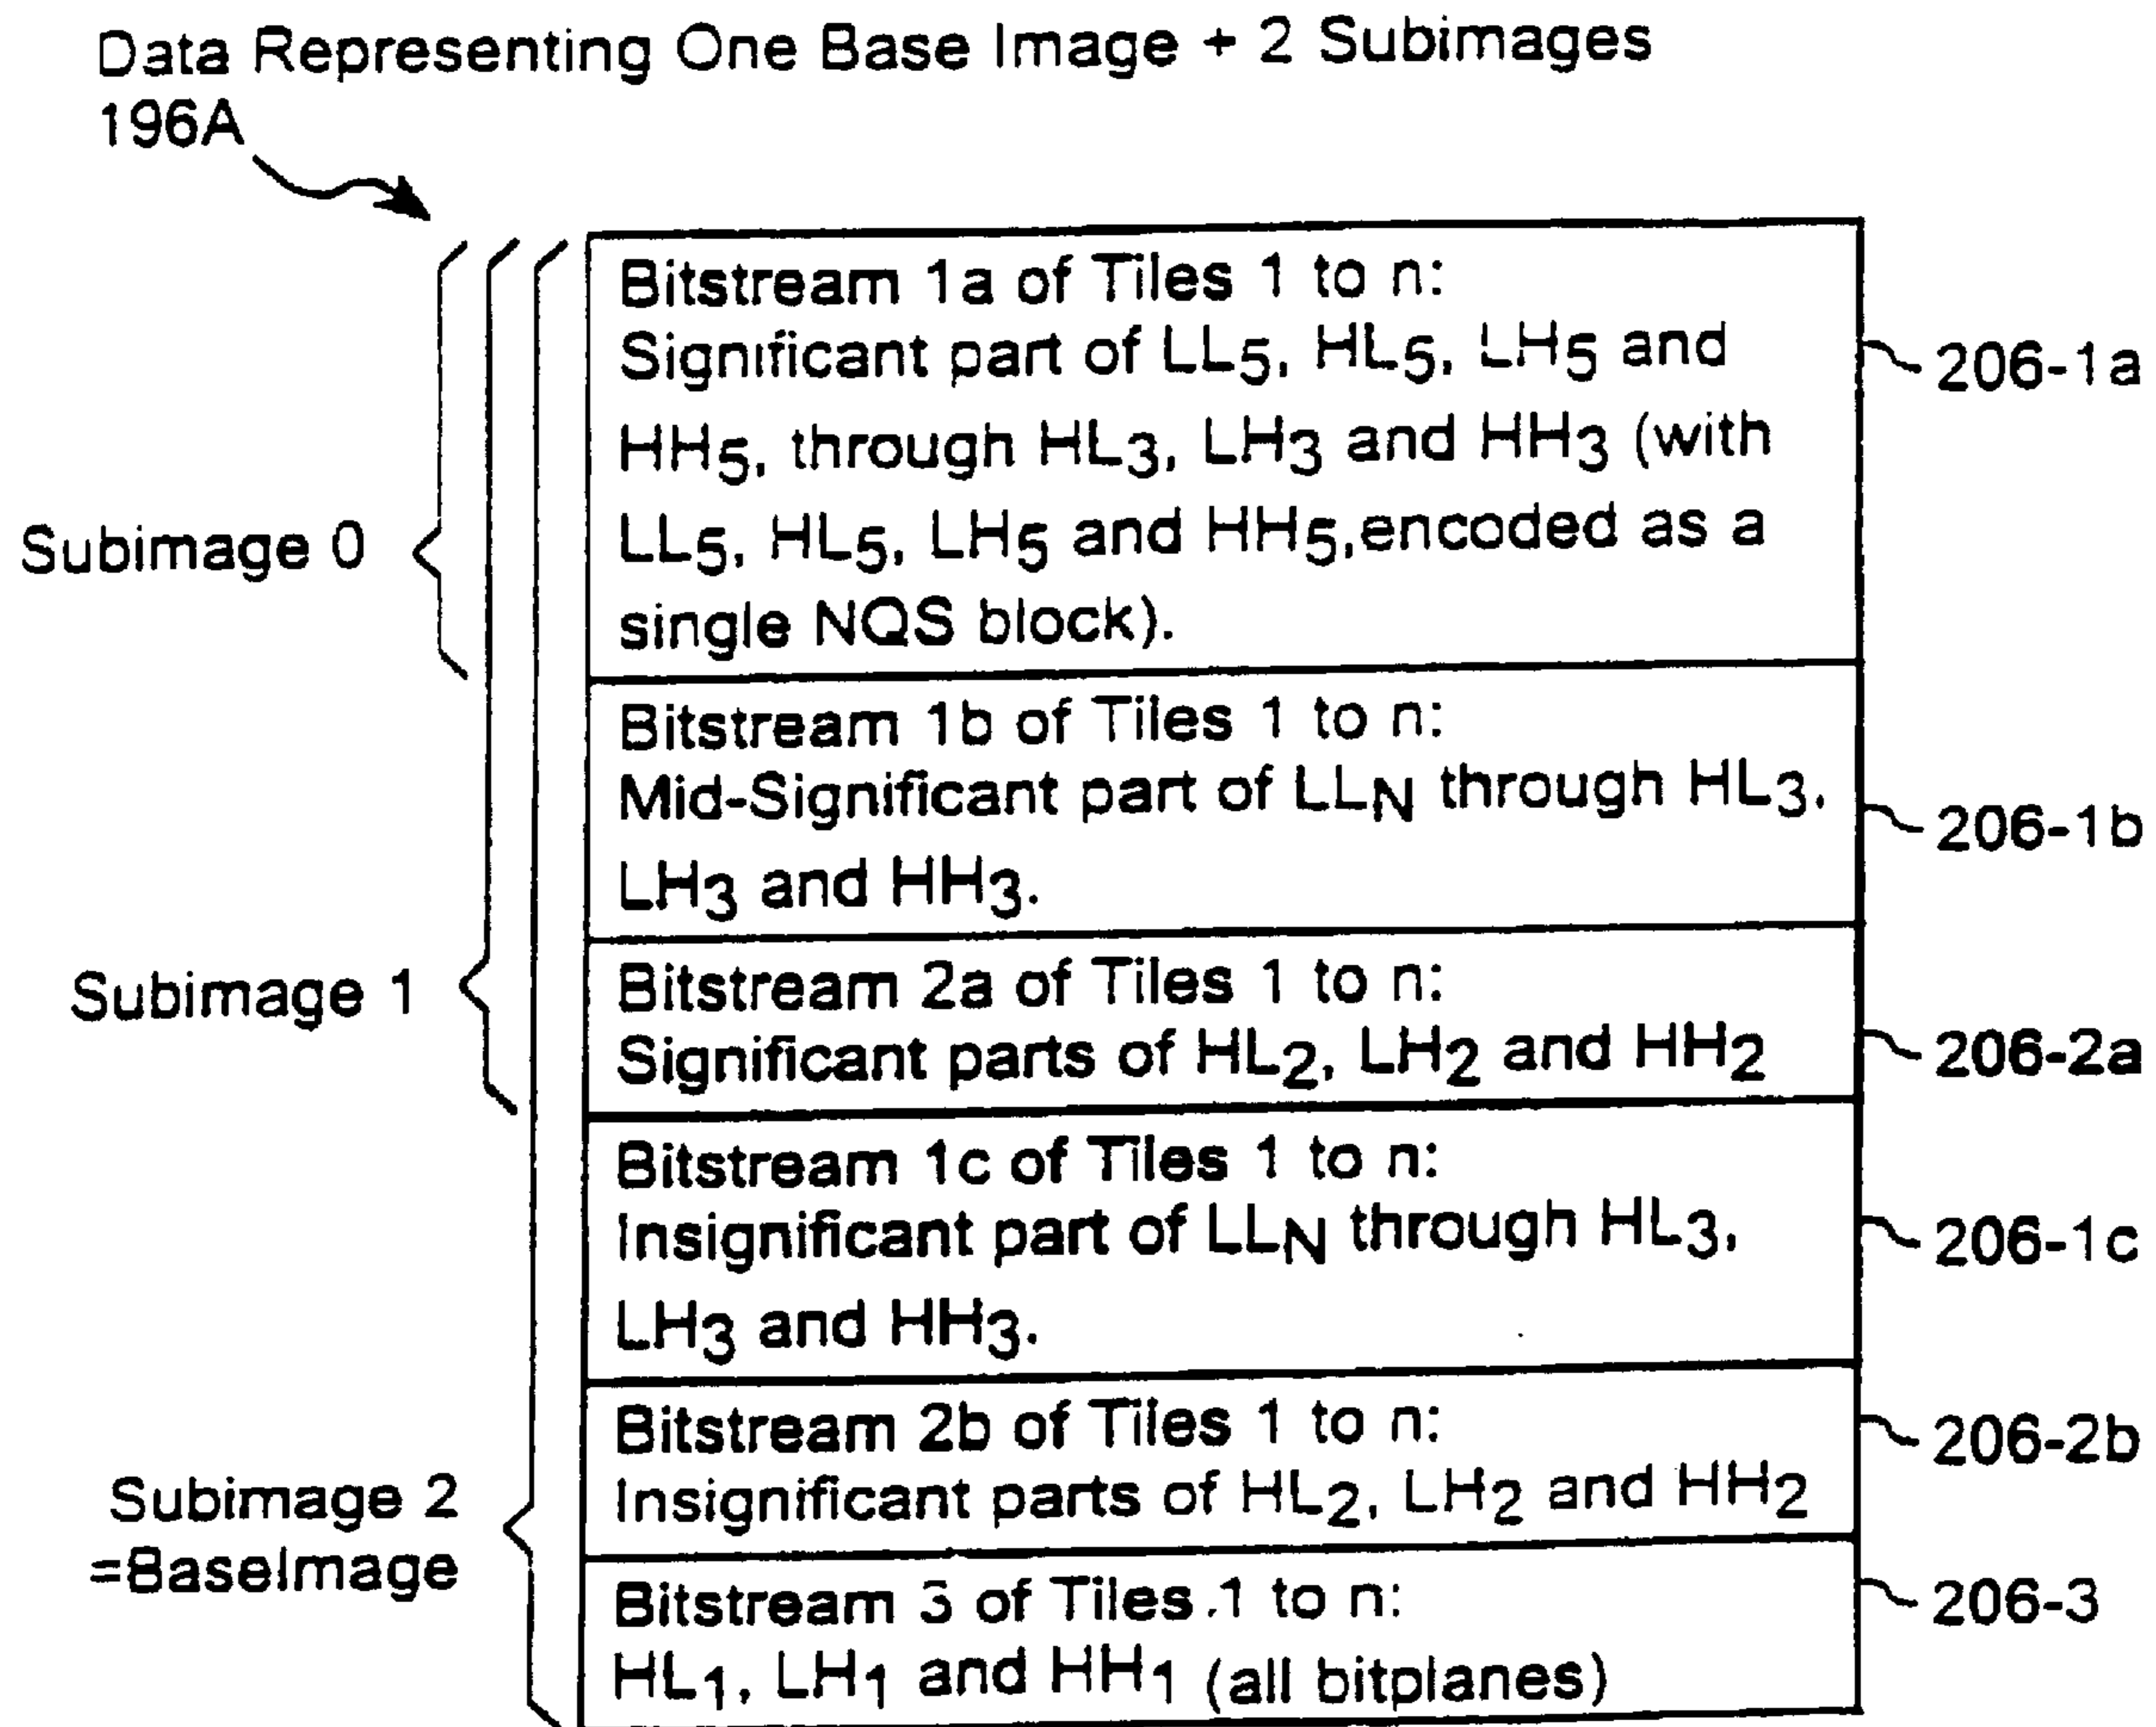 Data Representing One Base Image + 2 Subimages
196A
Bitstream 1a of Tiles 1 to n:
Significant part of LL5, HL5, LH5 and
206-1a
HH5, through HL3, LH3 and HH3 (with
Subimage 0
LL5, HL5, LH5 and HH5,encoded as a
single NQS block).
Bitstream 1b of Tiles 1 to n:
Mid-Significant part of LLN through HL3,
206-1b
LH3 and HH3.
Subimage 1
Bitstream 2a of Tiles 1 to n:
Significant parts of HL2, LH2 and HH2
206-2a
Bitstream 1c of Tiles 1 to n:
Insignificant part of LLN through HL3,
206-1c
LH3 and HH3.
Bitstream 2b of Tiles 1 to n:
206-2b
Insignificant parts of HL2, LH2 and HH2
Subimage 2
=BaseImage
Bitstream 3 of Tiles 1 to n:
206-3
HL1, LH1 and HH1 (all bitplanes)